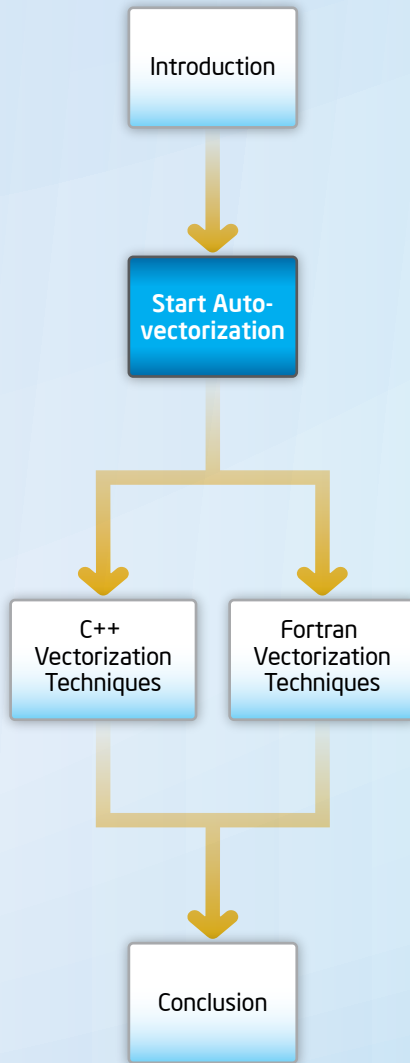 Introduction
Start Auto-
vectorization
C++
Vectorization
Techniques
Fortran
Vectorization
Techniques
Conclusion